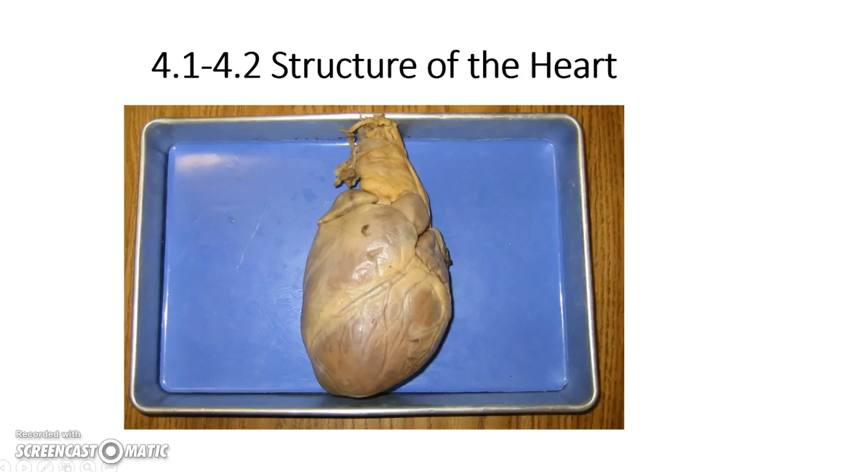 4.1-4.2 Structure of the Heart
Recorded with
SCREENCAST MATIC